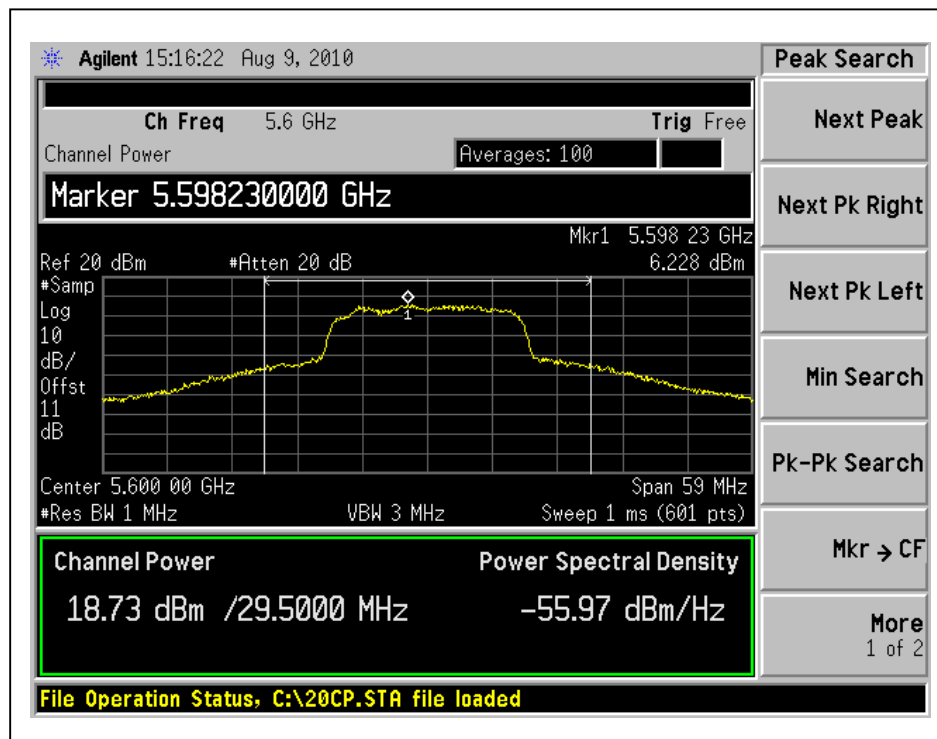 Agilent 15:16:22 Aug 9, 2010
Peak Search
Ch Freq 5.6 GHz Trig Free
Channel Power Averages: 100
Marker 5.598230000 GHz
Mkr1 5.598 23 GHz
Ref 20 dBm #Atten 20 dB 6.228 dBm
#Samp
Log
10
dB/
Offst
11
dB
1
Center 5.600 00 GHz Span 59 MHz
#Res BW 1 MHz VBW 3 MHz Sweep 1 ms (601 pts)
Channel Power Power Spectral Density
18.73 dBm /29.5000 MHz -55.97 dBm/Hz
File Operation Status, C:\20CP.STA file loaded
Next Peak
Next Pk Right
Next Pk Left
Min Search
Pk-Pk Search
Mkr → CF
More
1 of 2